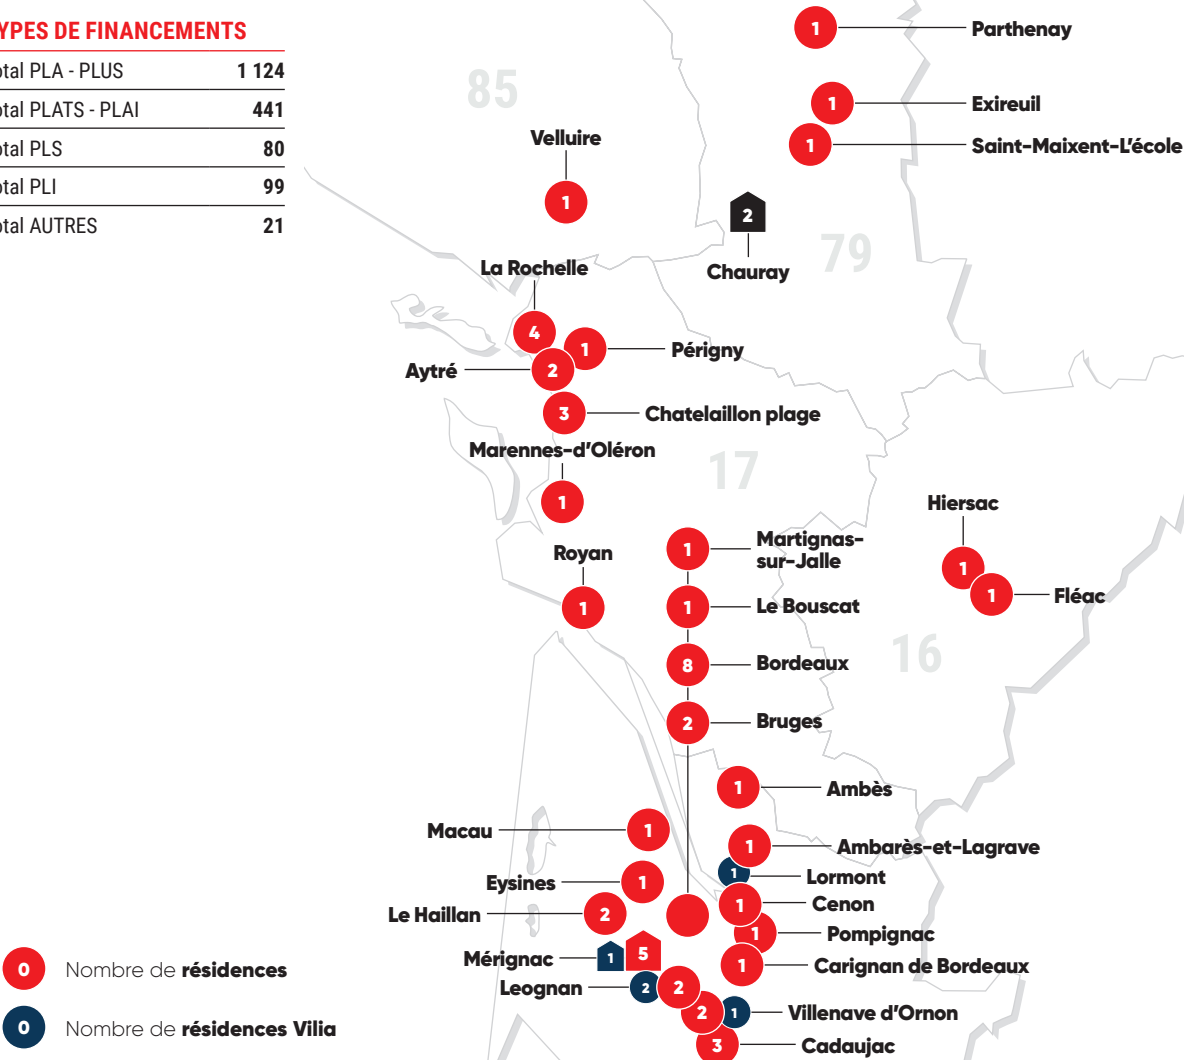 YPES DE FINANCEMENTS
otal PLA - PLUS 1 124
otal PLATS - PLAI 441
otal PLS 80
otal PLI 99
otal AUTRES 21
85
79
17
16
1 Parthenay
1 Exireuil
1 Saint-Maixent-L'école
Velluire
1
2
Chauray
La Rochelle
4
1 Périgny
Aytré 2
3 Chatelaillon plage
Marennes-d'Oléron
1
Royan
1
Hiersac
1
1 Fléac
1 Martignas-
sur-Jalle
1 Le Bouscat
8 Bordeaux
2 Bruges
1 Ambès
Macau 1
1 Ambarès-et-Lagrave
1 Lormont
Eysines 1
1 Cenon
Le Haillan 2
1 Pompignac
Mérignac 1 5
1 Carignan de Bordeaux
Leognan 2 2
2 1 Villenave d'Ornon
3 Cadaujac
0 Nombre de résidences
0 Nombre de résidences Vilia